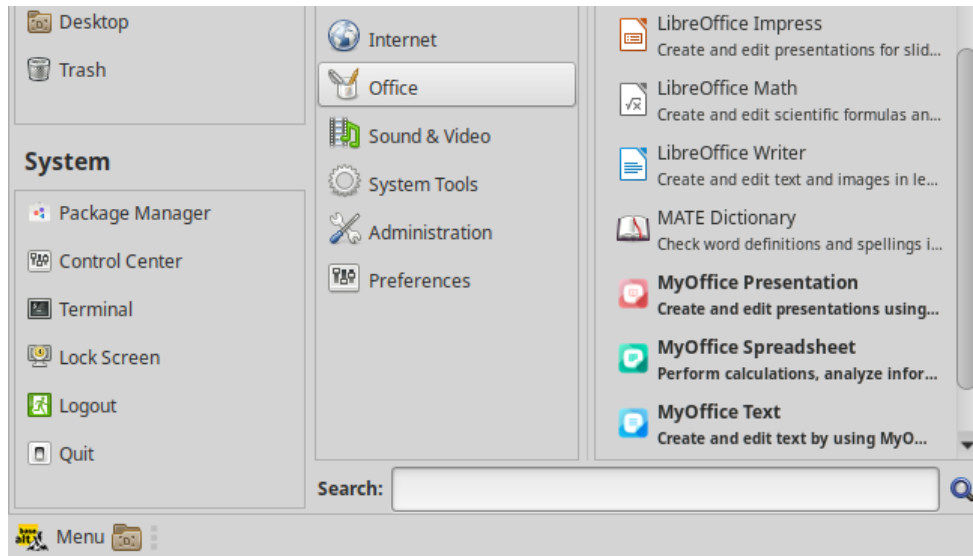 Desktop
Trash
System
Package Manager
Control Center
Terminal
Lock Screen
Logout
Quit
Internet
Office
Sound & Video
System Tools
Administration
Preferences
LibreOffice Impress
Create and edit presentations for slid...
LibreOffice Math
Create and edit scientific formulas an...
LibreOffice Writer
Create and edit text and images in le...
MATE Dictionary
Check word definitions and spellings i...
MyOffice Presentation
Create and edit presentations using...
MyOffice Spreadsheet
Perform calculations, analyze infor...
MyOffice Text
Create and edit text by using MyO...
Search:
base
alt
Menu